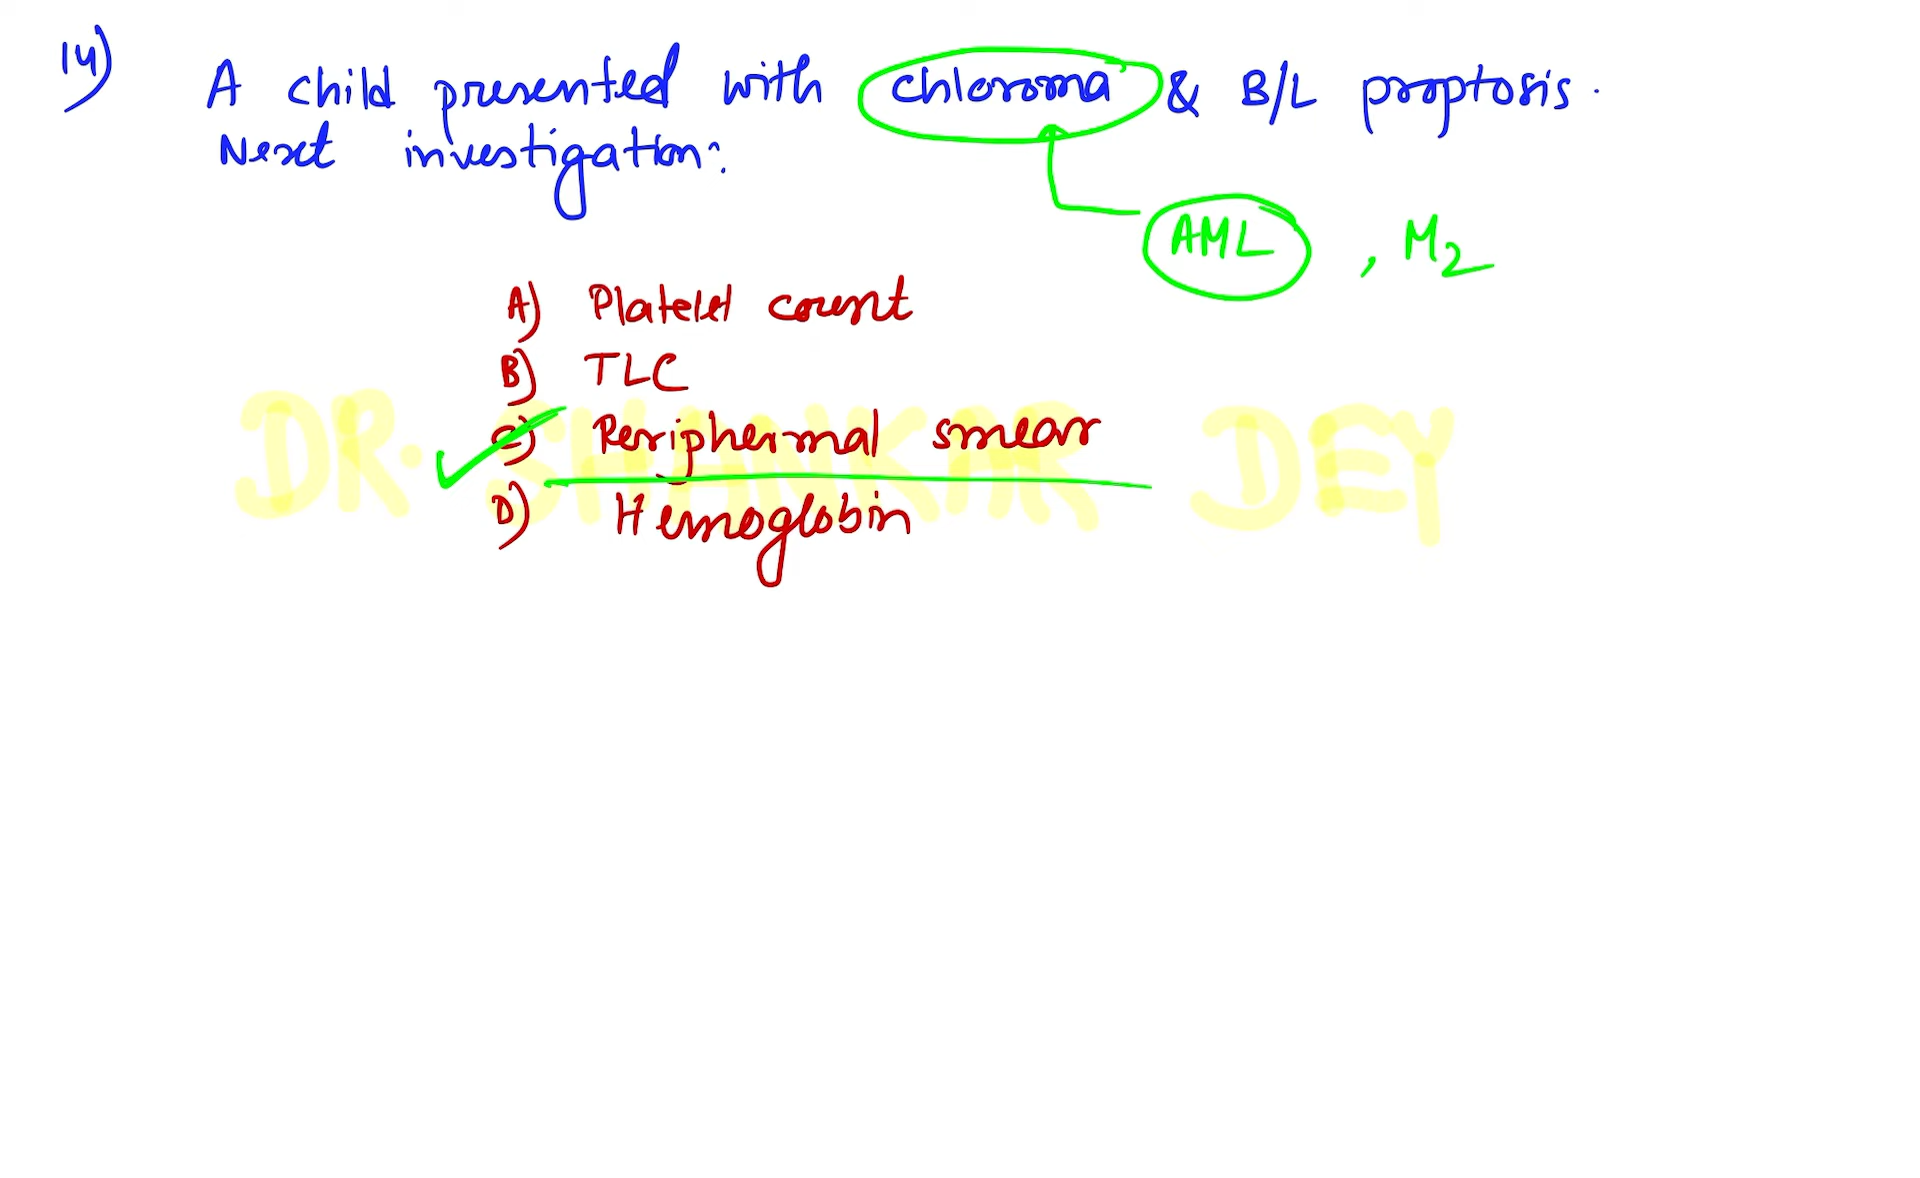 14)
A child presented with chloroma & B/L proptosis.
Next investigation:
AML, M2
A) Platelet count
B) TLC
C) Peripheral smear
D) Hemoglobin
DR. SHANKAR DEY